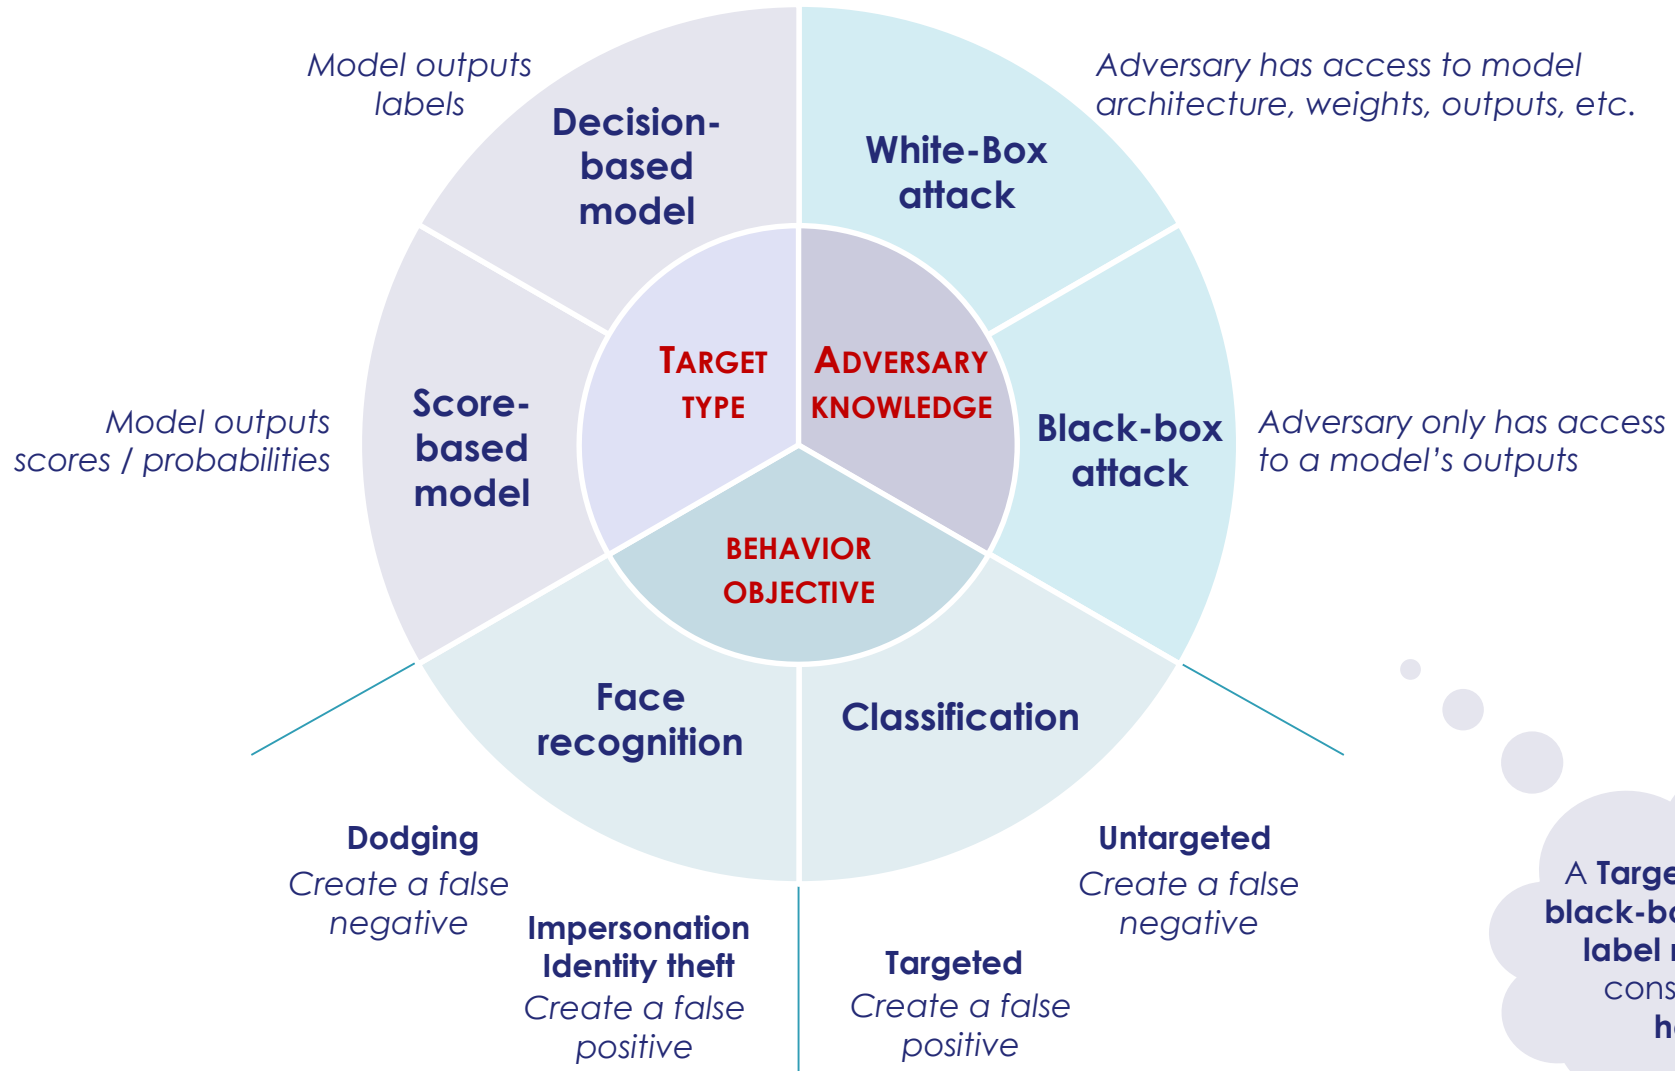 Model outputs
labels
Decision-
based
model
White-Box
attack
Adversary has access to model
architecture, weights, outputs, etc.
TARGET
TYPE
ADVERSARY
KNOWLEDGE
Score-
based
model
Model outputs
scores / probabilities
Black-box
attack
Adversary only has access
to a model's outputs
BEHAVIOR
OBJECTIVE
Face
recognition
Classification
Dodging
Create a false
negative
Impersonation
Identity theft
Create a false
positive
Targeted
Create a false
positive
Untargeted
Create a false
negative
A
label